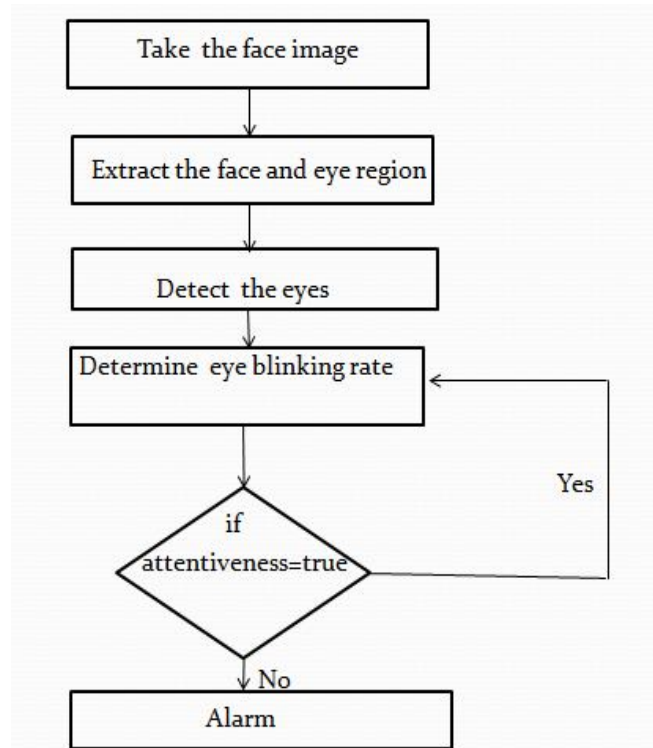 Take the face image
Extract the face and eye region
Detect the eyes
Determine eye blinking rate
if
attentiveness=true
Yes
No
Alarm